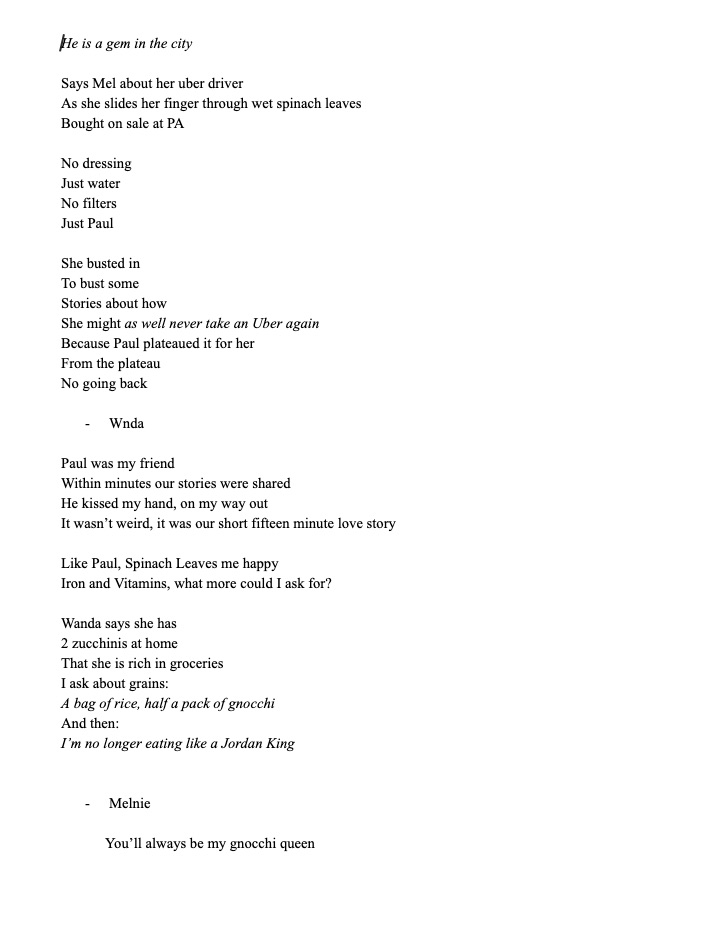 He is a gem in the city
Says Mel about her uber driver
As she slides her finger through wet spinach leaves
Bought on sale at PA
No dressing
Just water
No filters
Just Paul
She busted in
To bust some
Stories about how
She might as well never take an Uber again
Because Paul plateaued it for her
From the plateau
No going back
- Wnda
Paul was my friend
Within minutes our stories were shared
He kissed my hand, on my way out
It wasn’t weird, it was our short fifteen minute love story
Like Paul, Spinach Leaves me happy
Iron and Vitamins, what more could I ask for?
Wanda says she has
2 zucchinis at home
That she is rich in groceries
I ask about grains:
A bag of rice, half a pack of gnocchi
And then:
I’m no longer eating like a Jordan King
- Melnie
You’ll always be my gnocchi queen